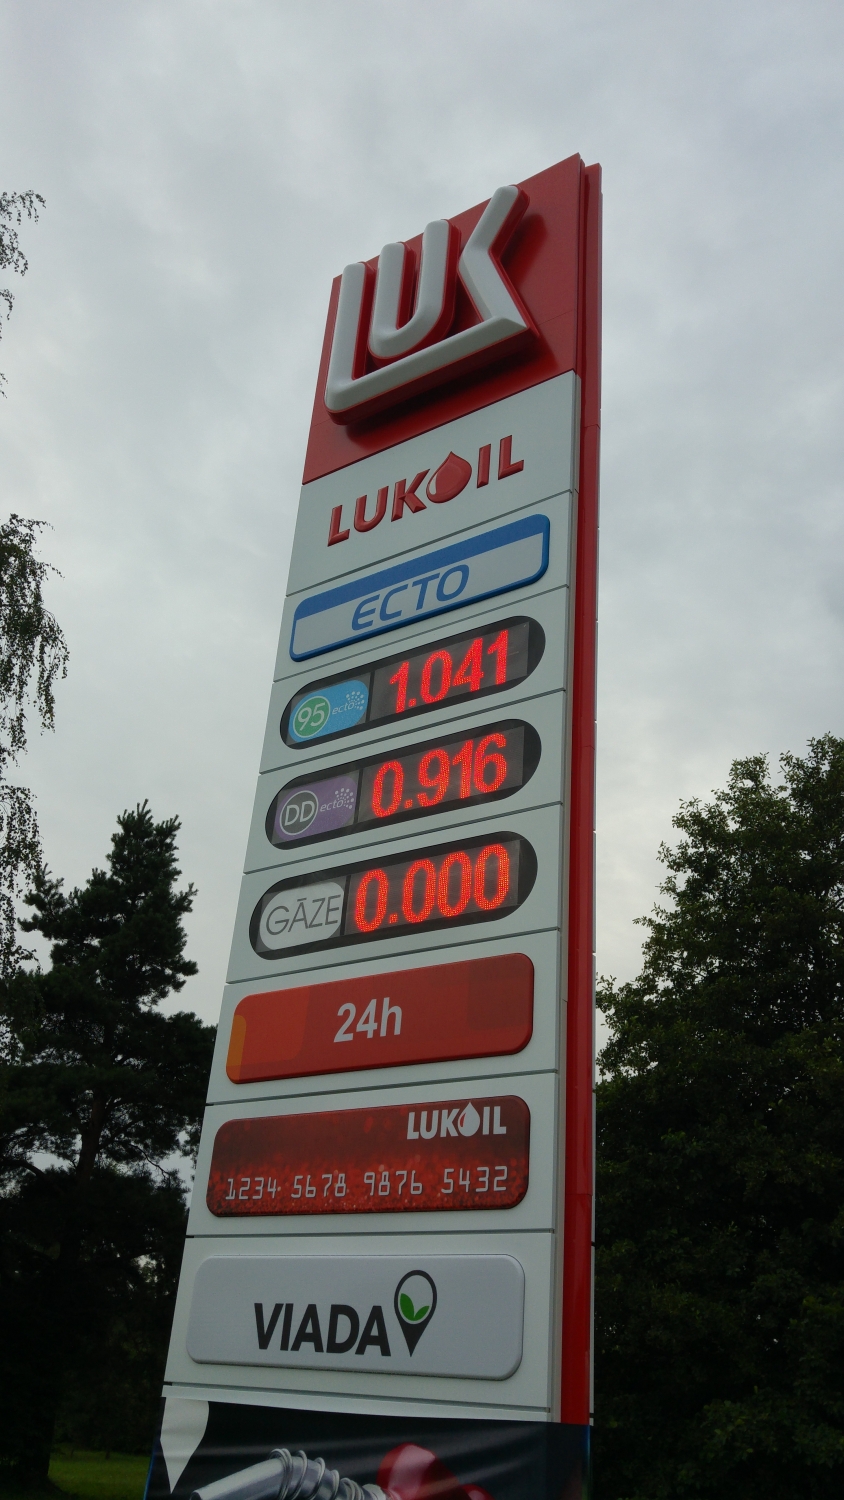 LUK
LUKOIL
ECTO
95 ecto 1.041
DD ecto 0.916
GĀZE 0.000
24h
LUKOIL
1234 5678 9876 5432
VIADA